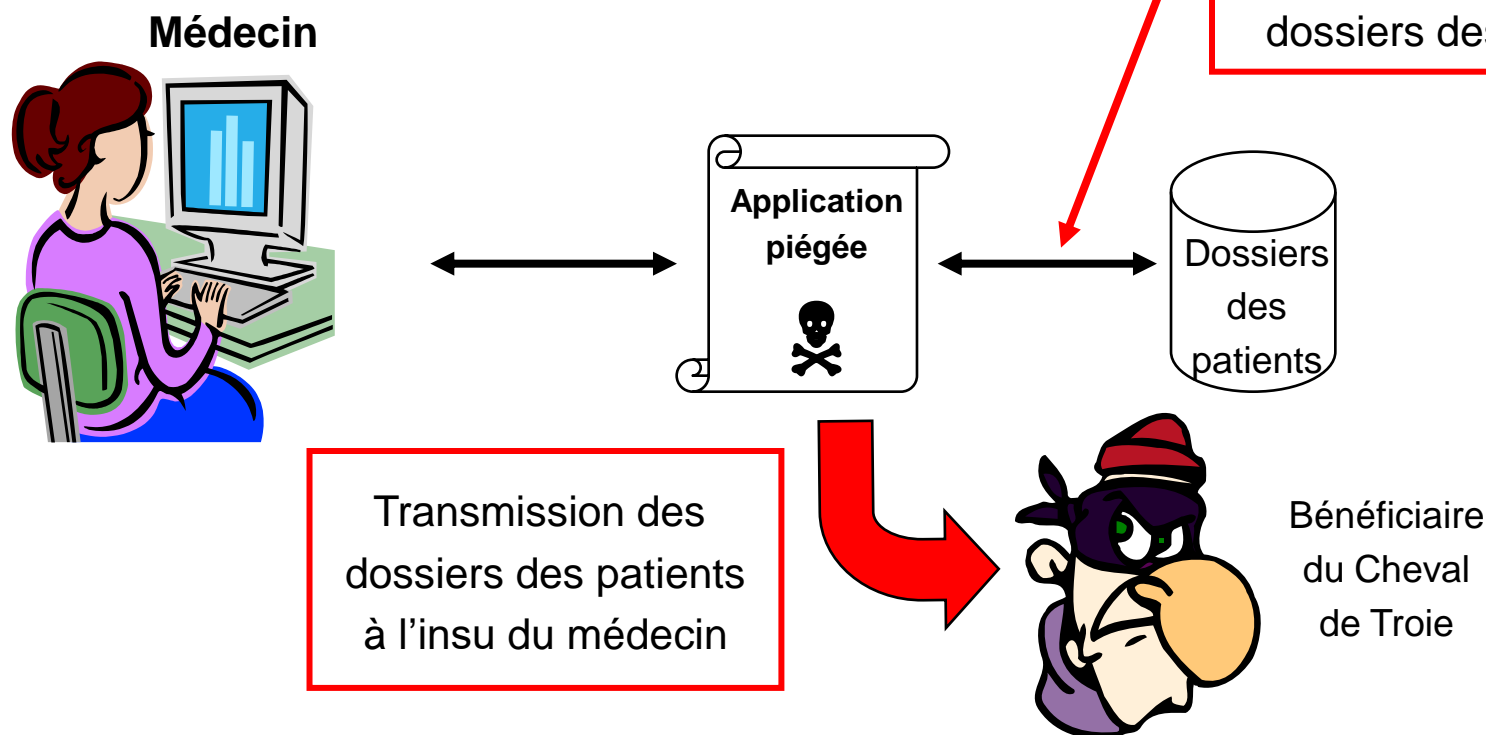 Médecin
dossiers des
Application
piégée
Dossiers
des
patients
Transmission des
dossiers des patients
à l’insu du médecin
Bénéficiaire
du Cheval
de Troie